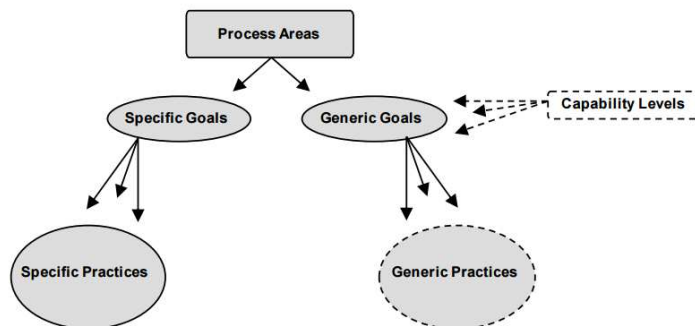 Process Areas
Specific Goals
Generic Goals
Capability Levels
Specific Practices
Generic Practices